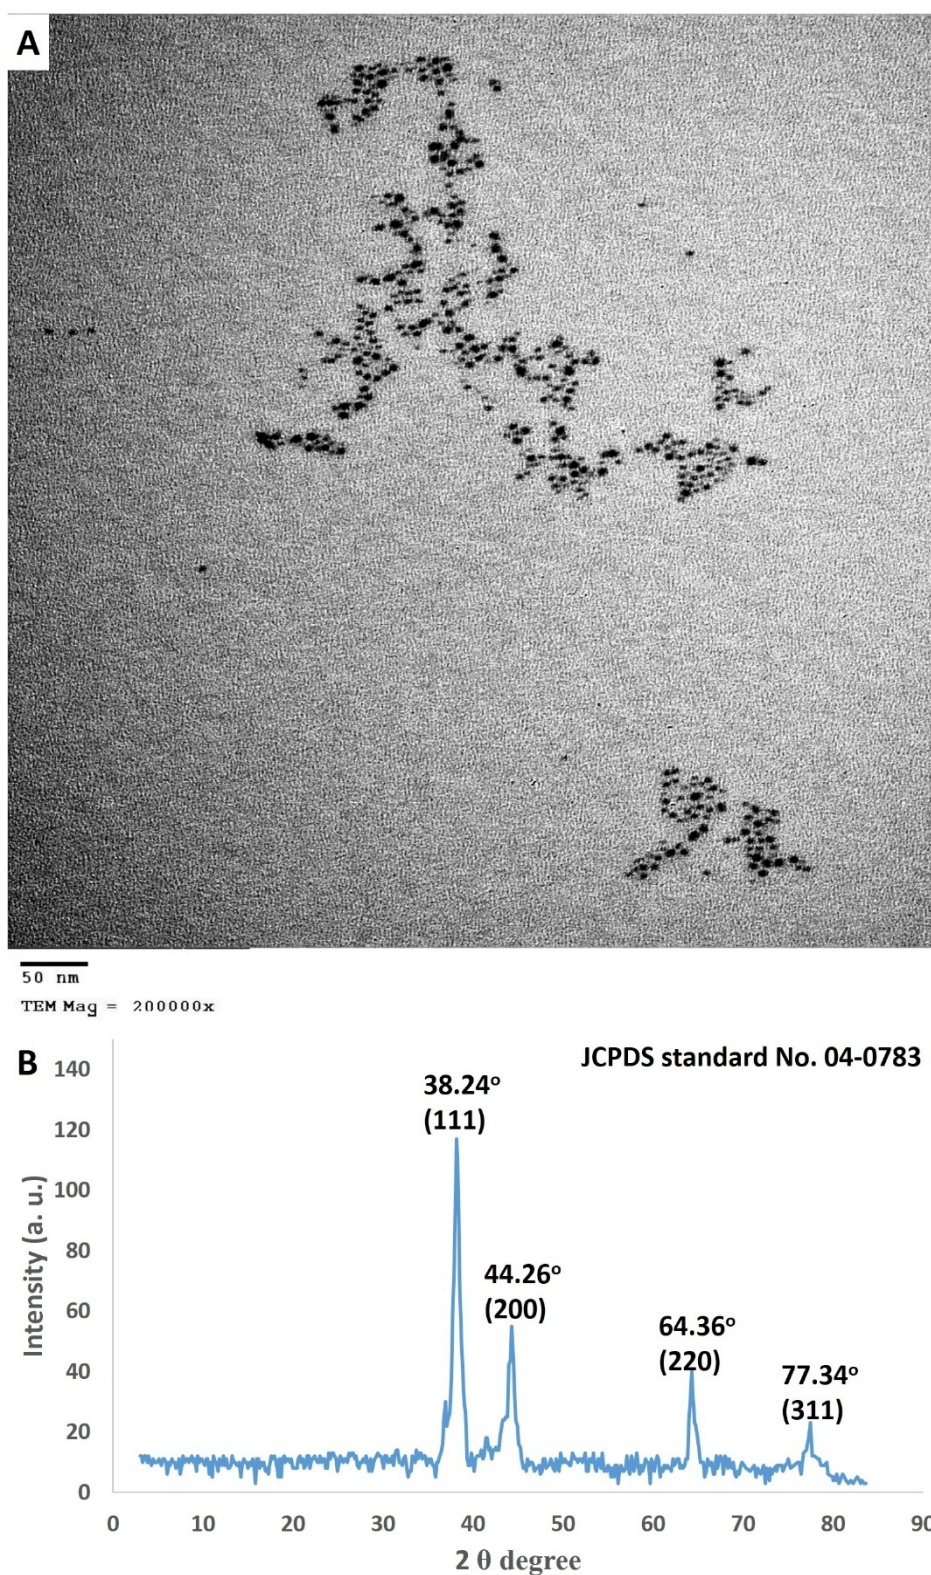 A
50 nm
TEM Mag = 200000x
B
JCPDS standard No. 04-0783
140
120
100
80
60
40
20
0
Intensity (a. u.)
38.24°
(111)
44.26°
(200)
64.36°
(220)
77.34°
(311)
0 10 20 30 40 50 60 70 80 90
2 θ degree